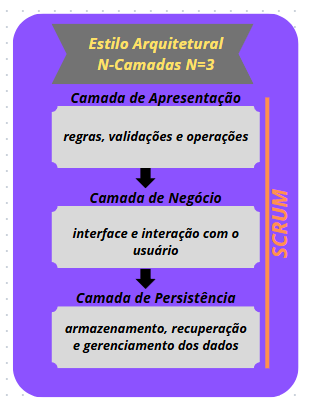 Estilo Arquitetural
N-Camadas N=3
Camada de Apresentação
regras, validações e operações
Camada de Negócio
interface e interação com o
usuário
Camada de Persistência
armazenamento, recuperação
e gerenciamento dos dados
SCRUM